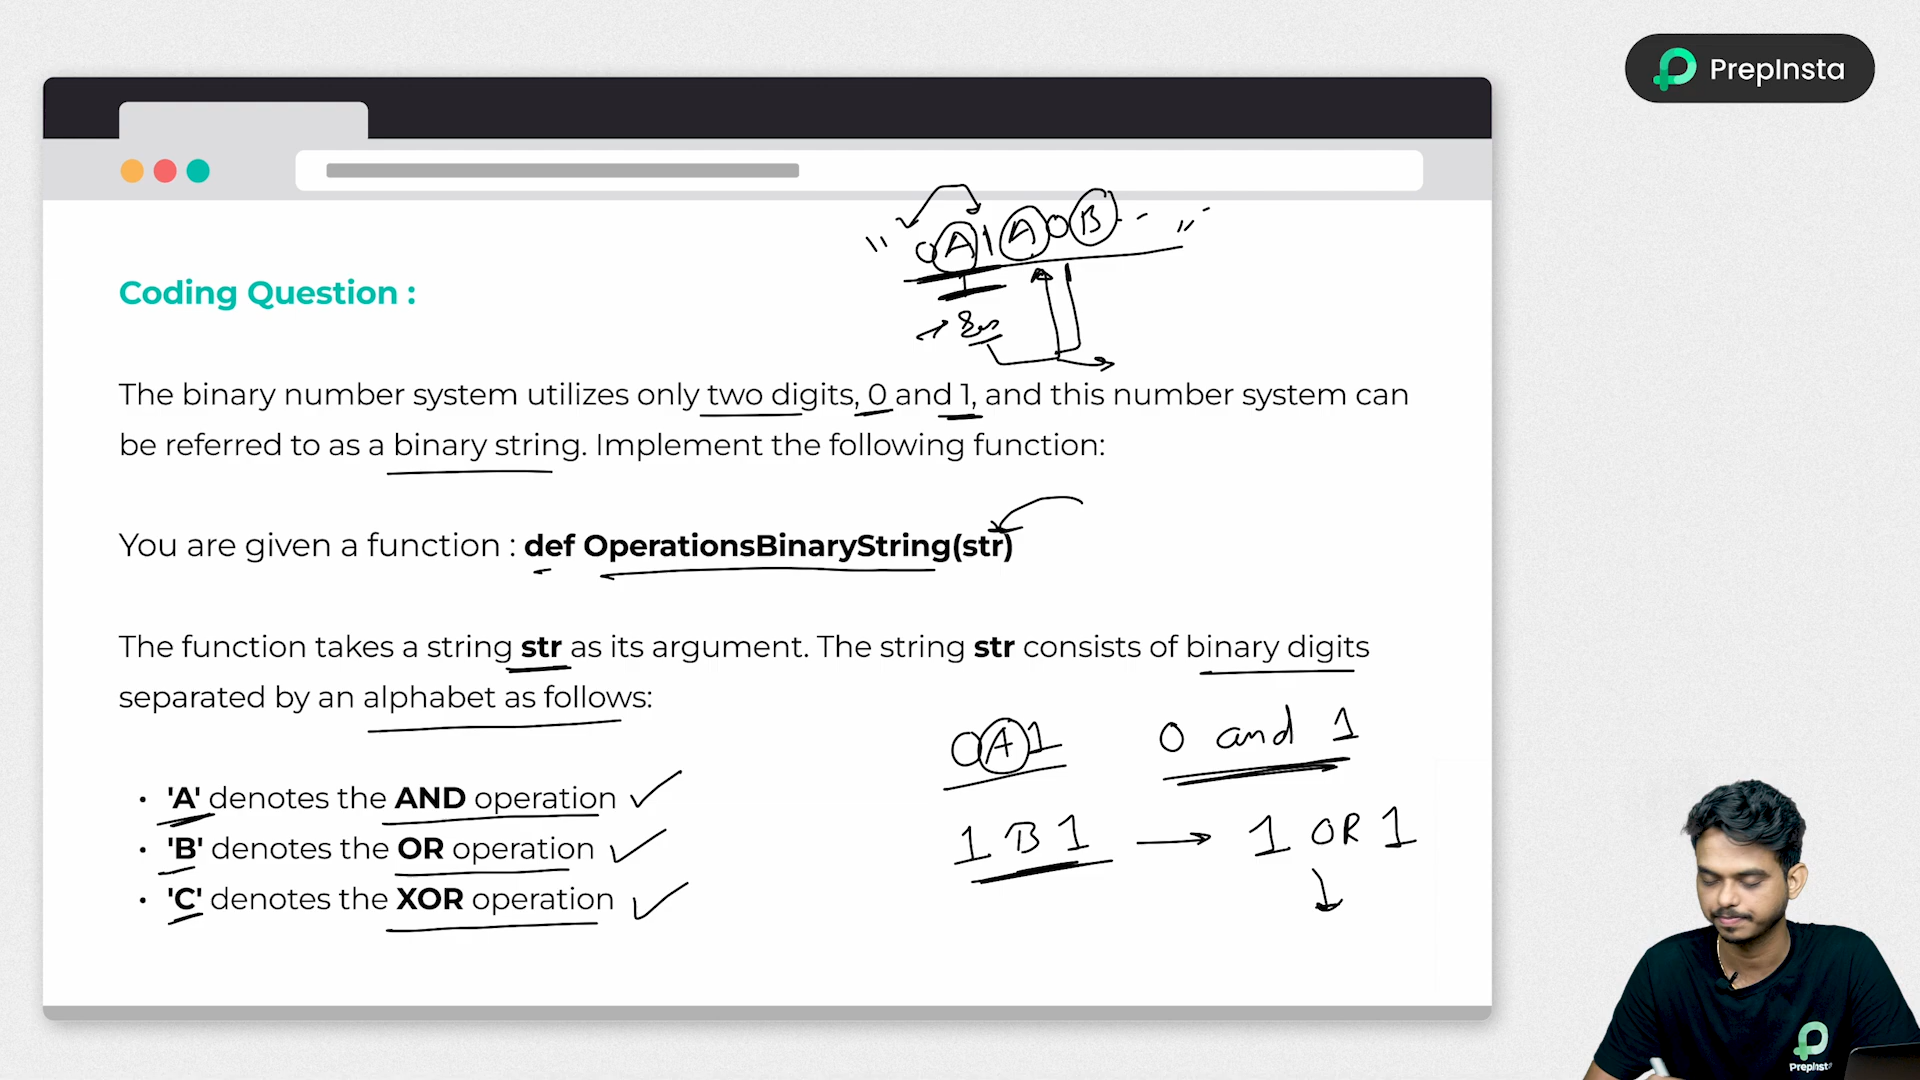 PrepInsta
" 0A1A0B - - "
Res
Coding Question :
The binary number system utilizes only two digits, 0 and 1, and this number system can
be referred to as a binary string. Implement the following function:
You are given a function : def OperationsBinaryString(str)
The function takes a string str as its argument. The string str consists of binary digits
separated by an alphabet as follows:
0A1 0 and 1
• 'A' denotes the AND operation
1 B 1 → 1 OR 1
• 'B' denotes the OR operation
• 'C' denotes the XOR operation
PrepInsta